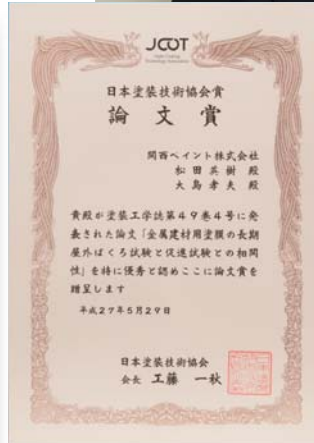 JCOT
Japan Coating
Technology Association
日本塗装技術協会賞
論文賞
関西ペイント株式会社
松田英樹 殿
大島孝夫 殿
貴殿が塗装工学誌第49巻4号に発
表された論文「金属建材用塗膜の長期
屋外ばくろ試験と促進試験との相関
性」を特に優秀と認めここに論文賞を
贈呈します
平成27年5月29日
日本塗装技術協会
会長 工藤 一秋